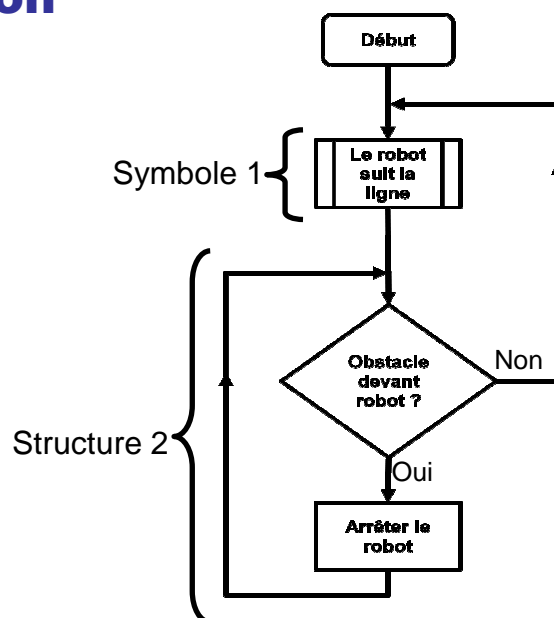 Début
Symbole 1
Le robot
suit la
ligne
Obstacle
devant
robot ?
Non
Structure 2
Oui
Arrêter le
robot